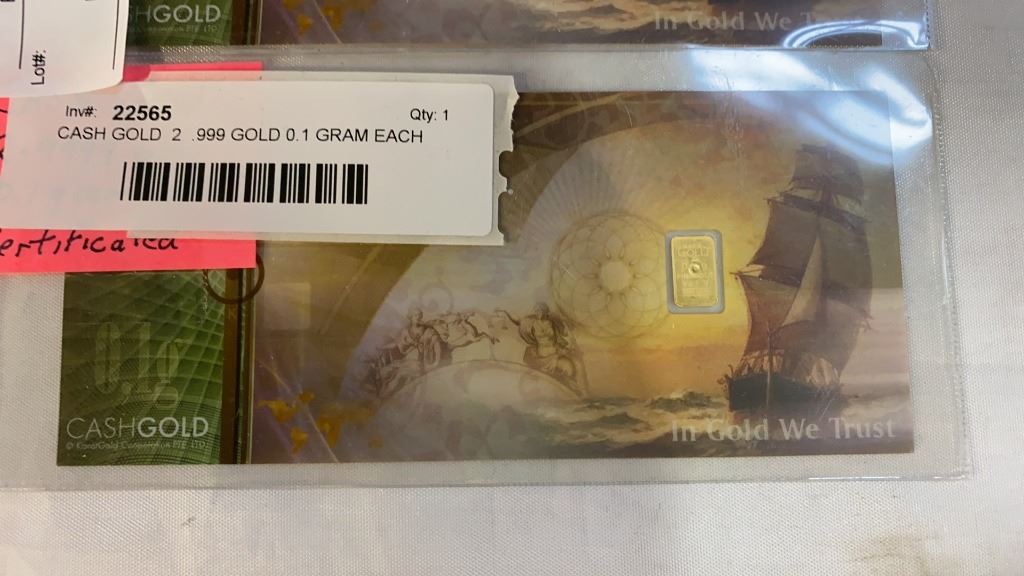 CASHGOLD
In Gold We Trust
Lot#:
Inv#: 22565 Qty: 1
CASH GOLD 2 .999 GOLD 0.1 GRAM EACH
ertificated
0.1g
CASHGOLD
In Gold We Trust